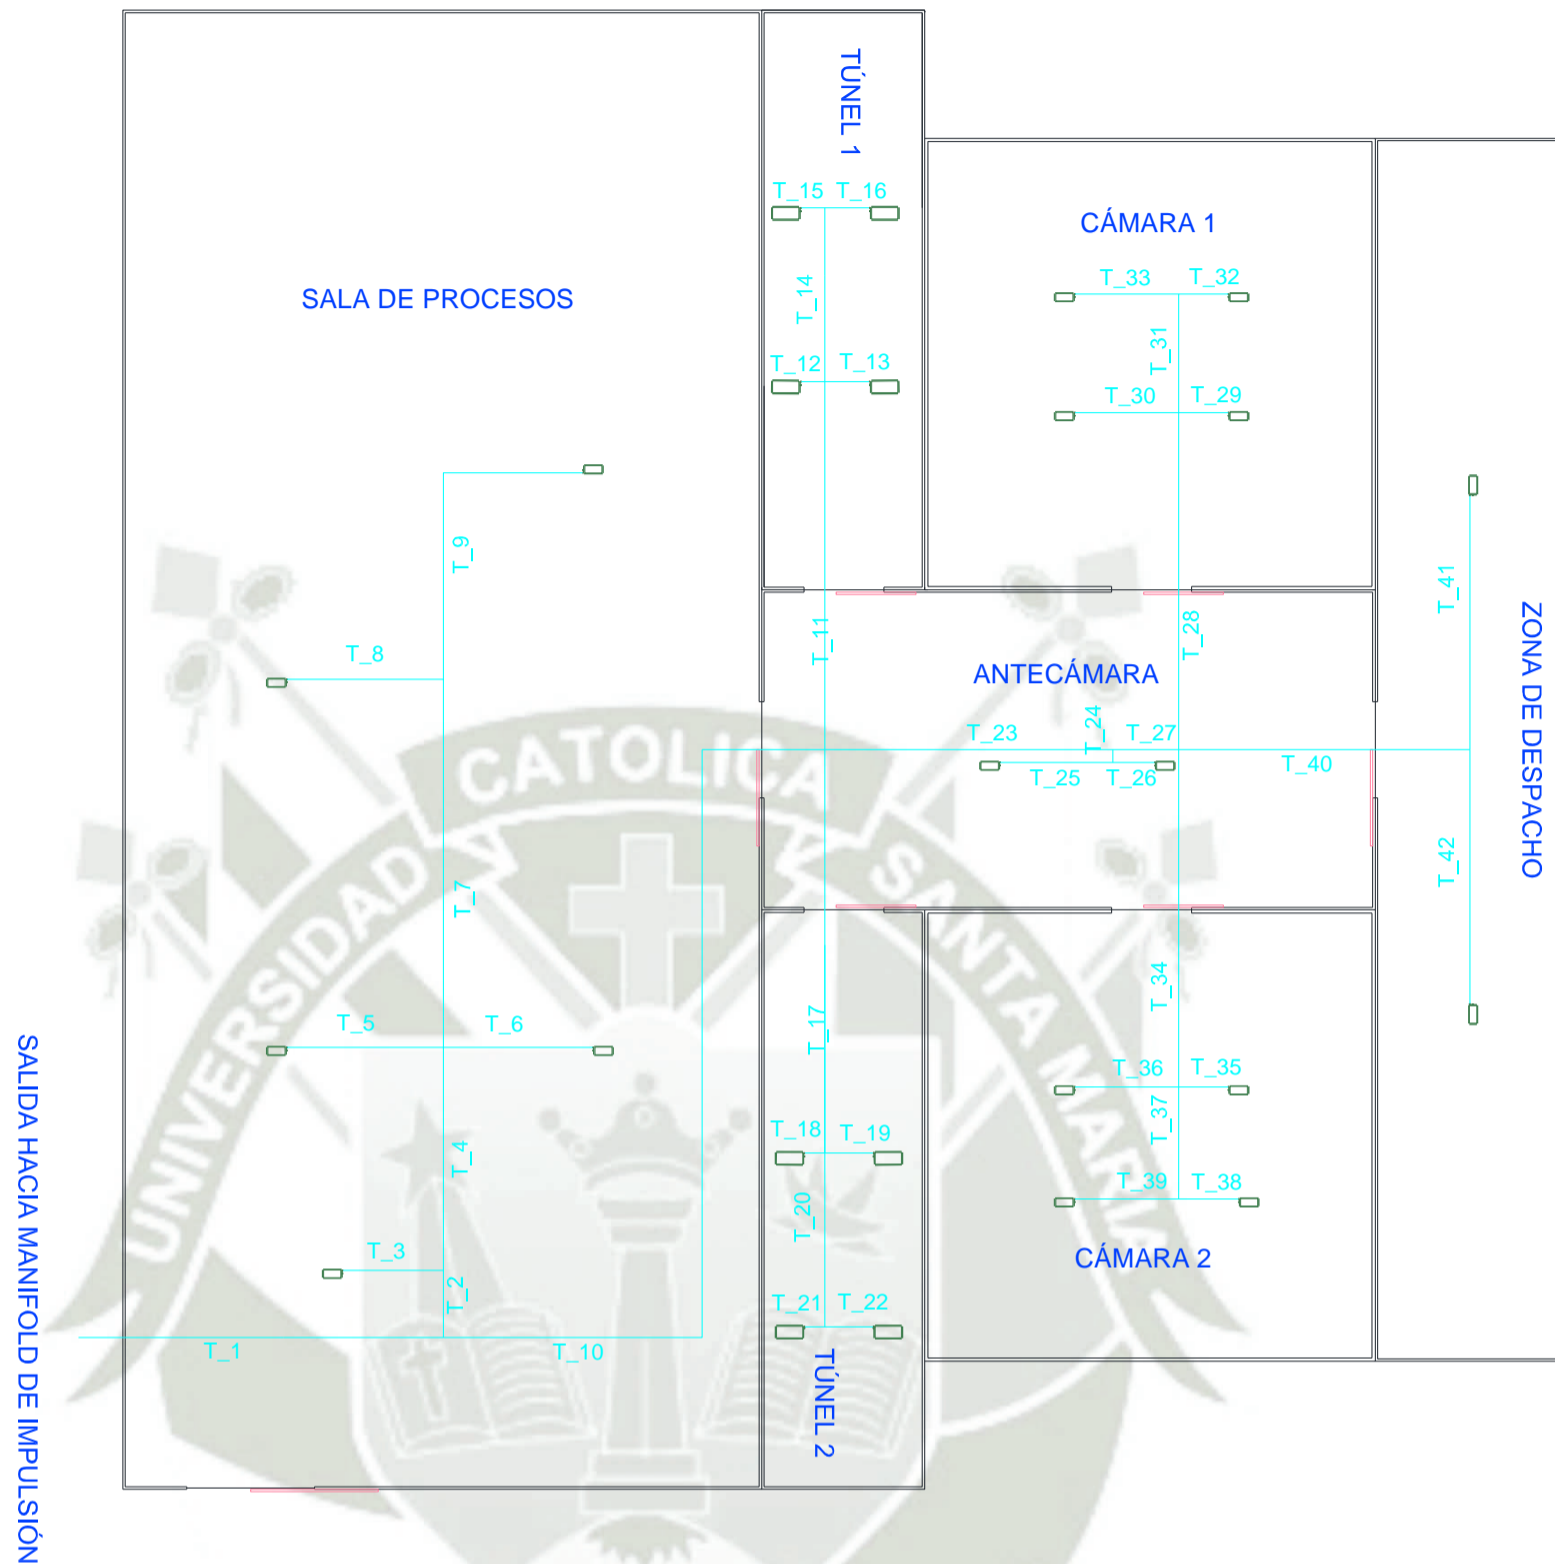 TÚNEL 1
T_15
T_16
CÁMARA 1
T_33
T_32
SALA DE PROCESOS
T_14
T_31
T_12
T_13
T_30
T_29
T_9
T_41
T_8
T_11
T_28
ZONA DE DESPACHO
ANTECÁMARA
T_23
T_24
T_27
T_40
T_25
T_26
CATOLICA
T_7
T_42
UNIVERSIDAD
SANTA MARIA
T_34
T_5
T_6
T_17
T_36
T_35
T_37
T_18
T_19
T_4
T_20
T_39
T_38
T_3
CÁMARA 2
T_2
T_21
T_22
T_1
T_10
TÚNEL 2
SALIDA HACIA MANIFOLD DE IMPULSIÓN